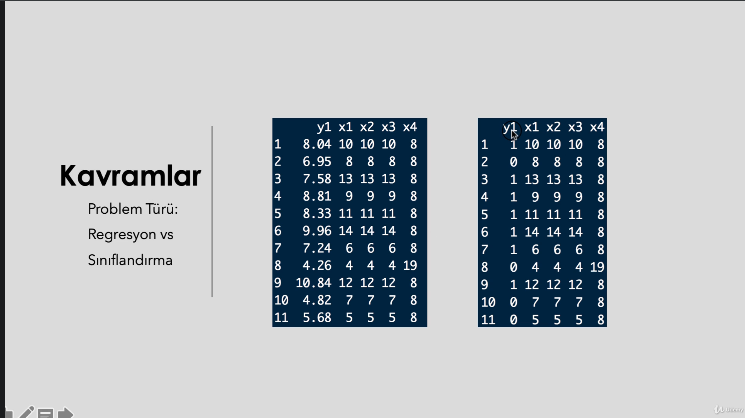 Kavramlar
Problem Türü:
Regresyon vs
Sınıflandırma
y1 x1 x2 x3 x4
1 8.04 10 10 10 8
2 6.95 8 8 8 8
3 7.58 13 13 13 8
4 8.81 9 9 9 8
5 8.33 11 11 11 8
6 9.96 14 14 14 8
7 7.24 6 6 6 8
8 4.26 4 4 4 19
9 10.84 12 12 12 8
10 4.82 7 7 7 8
11 5.68 5 5 5 8
y1 x1 x2 x3 x4
1 1 10 10 10 8
2 0 8 8 8 8
3 1 13 13 13 8
4 1 9 9 9 8
5 1 11 11 11 8
6 1 14 14 14 8
7 1 6 6 6 8
8 0 4 4 4 19
9 1 12 12 12 8
10 0 7 7 7 8
11 0 5 5 5 8